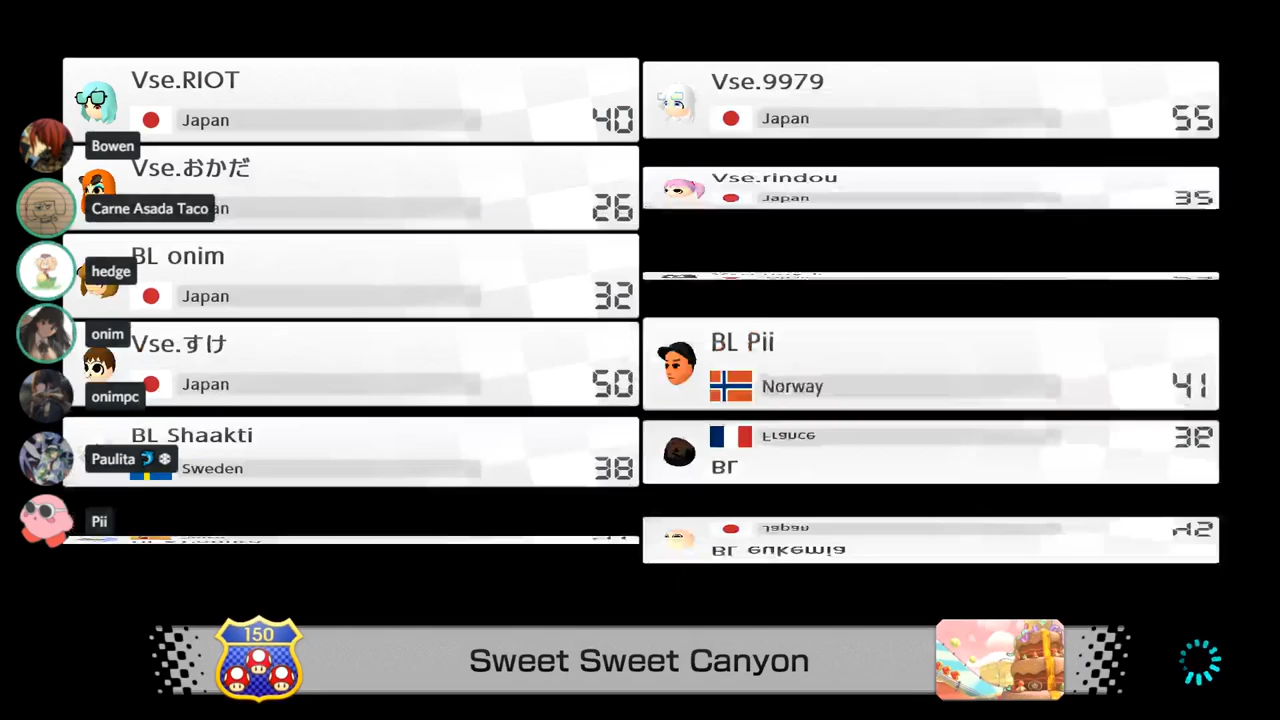 Vse.RIOT
Japan
40
Bowen
Vse.おかだ
Carne Asada Taco
26
BL onim
hedge
Japan
32
onim
Vse.すけ
Japan
50
onimpc
BL Shaakti
Paulita
Sweden
38
Pii
Vse.9979
Japan
55
Vse.rindou
Japan
35
BL Pii
Norway
41
France
BL
Japan
42
BL eukemia
150
Sweet Sweet Canyon